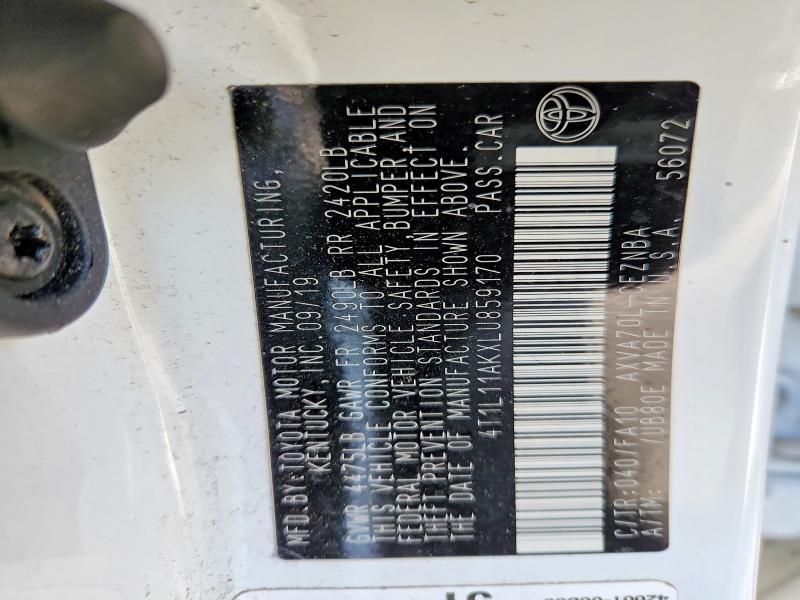 MFD.BY:TOYOTA MOTOR MANUFACTURING,
KENTUCKY, INC.09/19
GVWR 4475LB GAWR FR 2490LB RR 2420LB
THIS VEHICLE CONFORMS TO ALL APPLICABLE
FEDERAL MOTOR VEHICLE SAFETY, BUMPER,AND
THEFT PREVENTION STANDARDS IN EFFECT ON
THE DATE OF MANUFACTURE SHOWN ABOVE.
4T1L11AKXLU859170 PASS.CAR
C/TR:040/FA10 AXVA70L-CEZNBA
A/TM: /UB80E MADE IN U.S.A. 56072